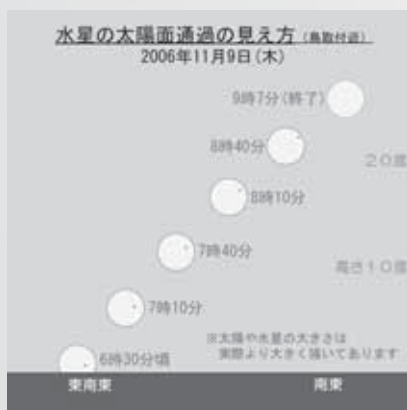 水星の太陽面通過の見え方（鳥取付近）
2006年11月9日（木）
9時7分（終了）
8時40分
20度
8時10分
7時40分
高さ10度
7時10分
※太陽や水星の大きさは
実際より大きく描いてあります
6時30分頃
東南東
南東